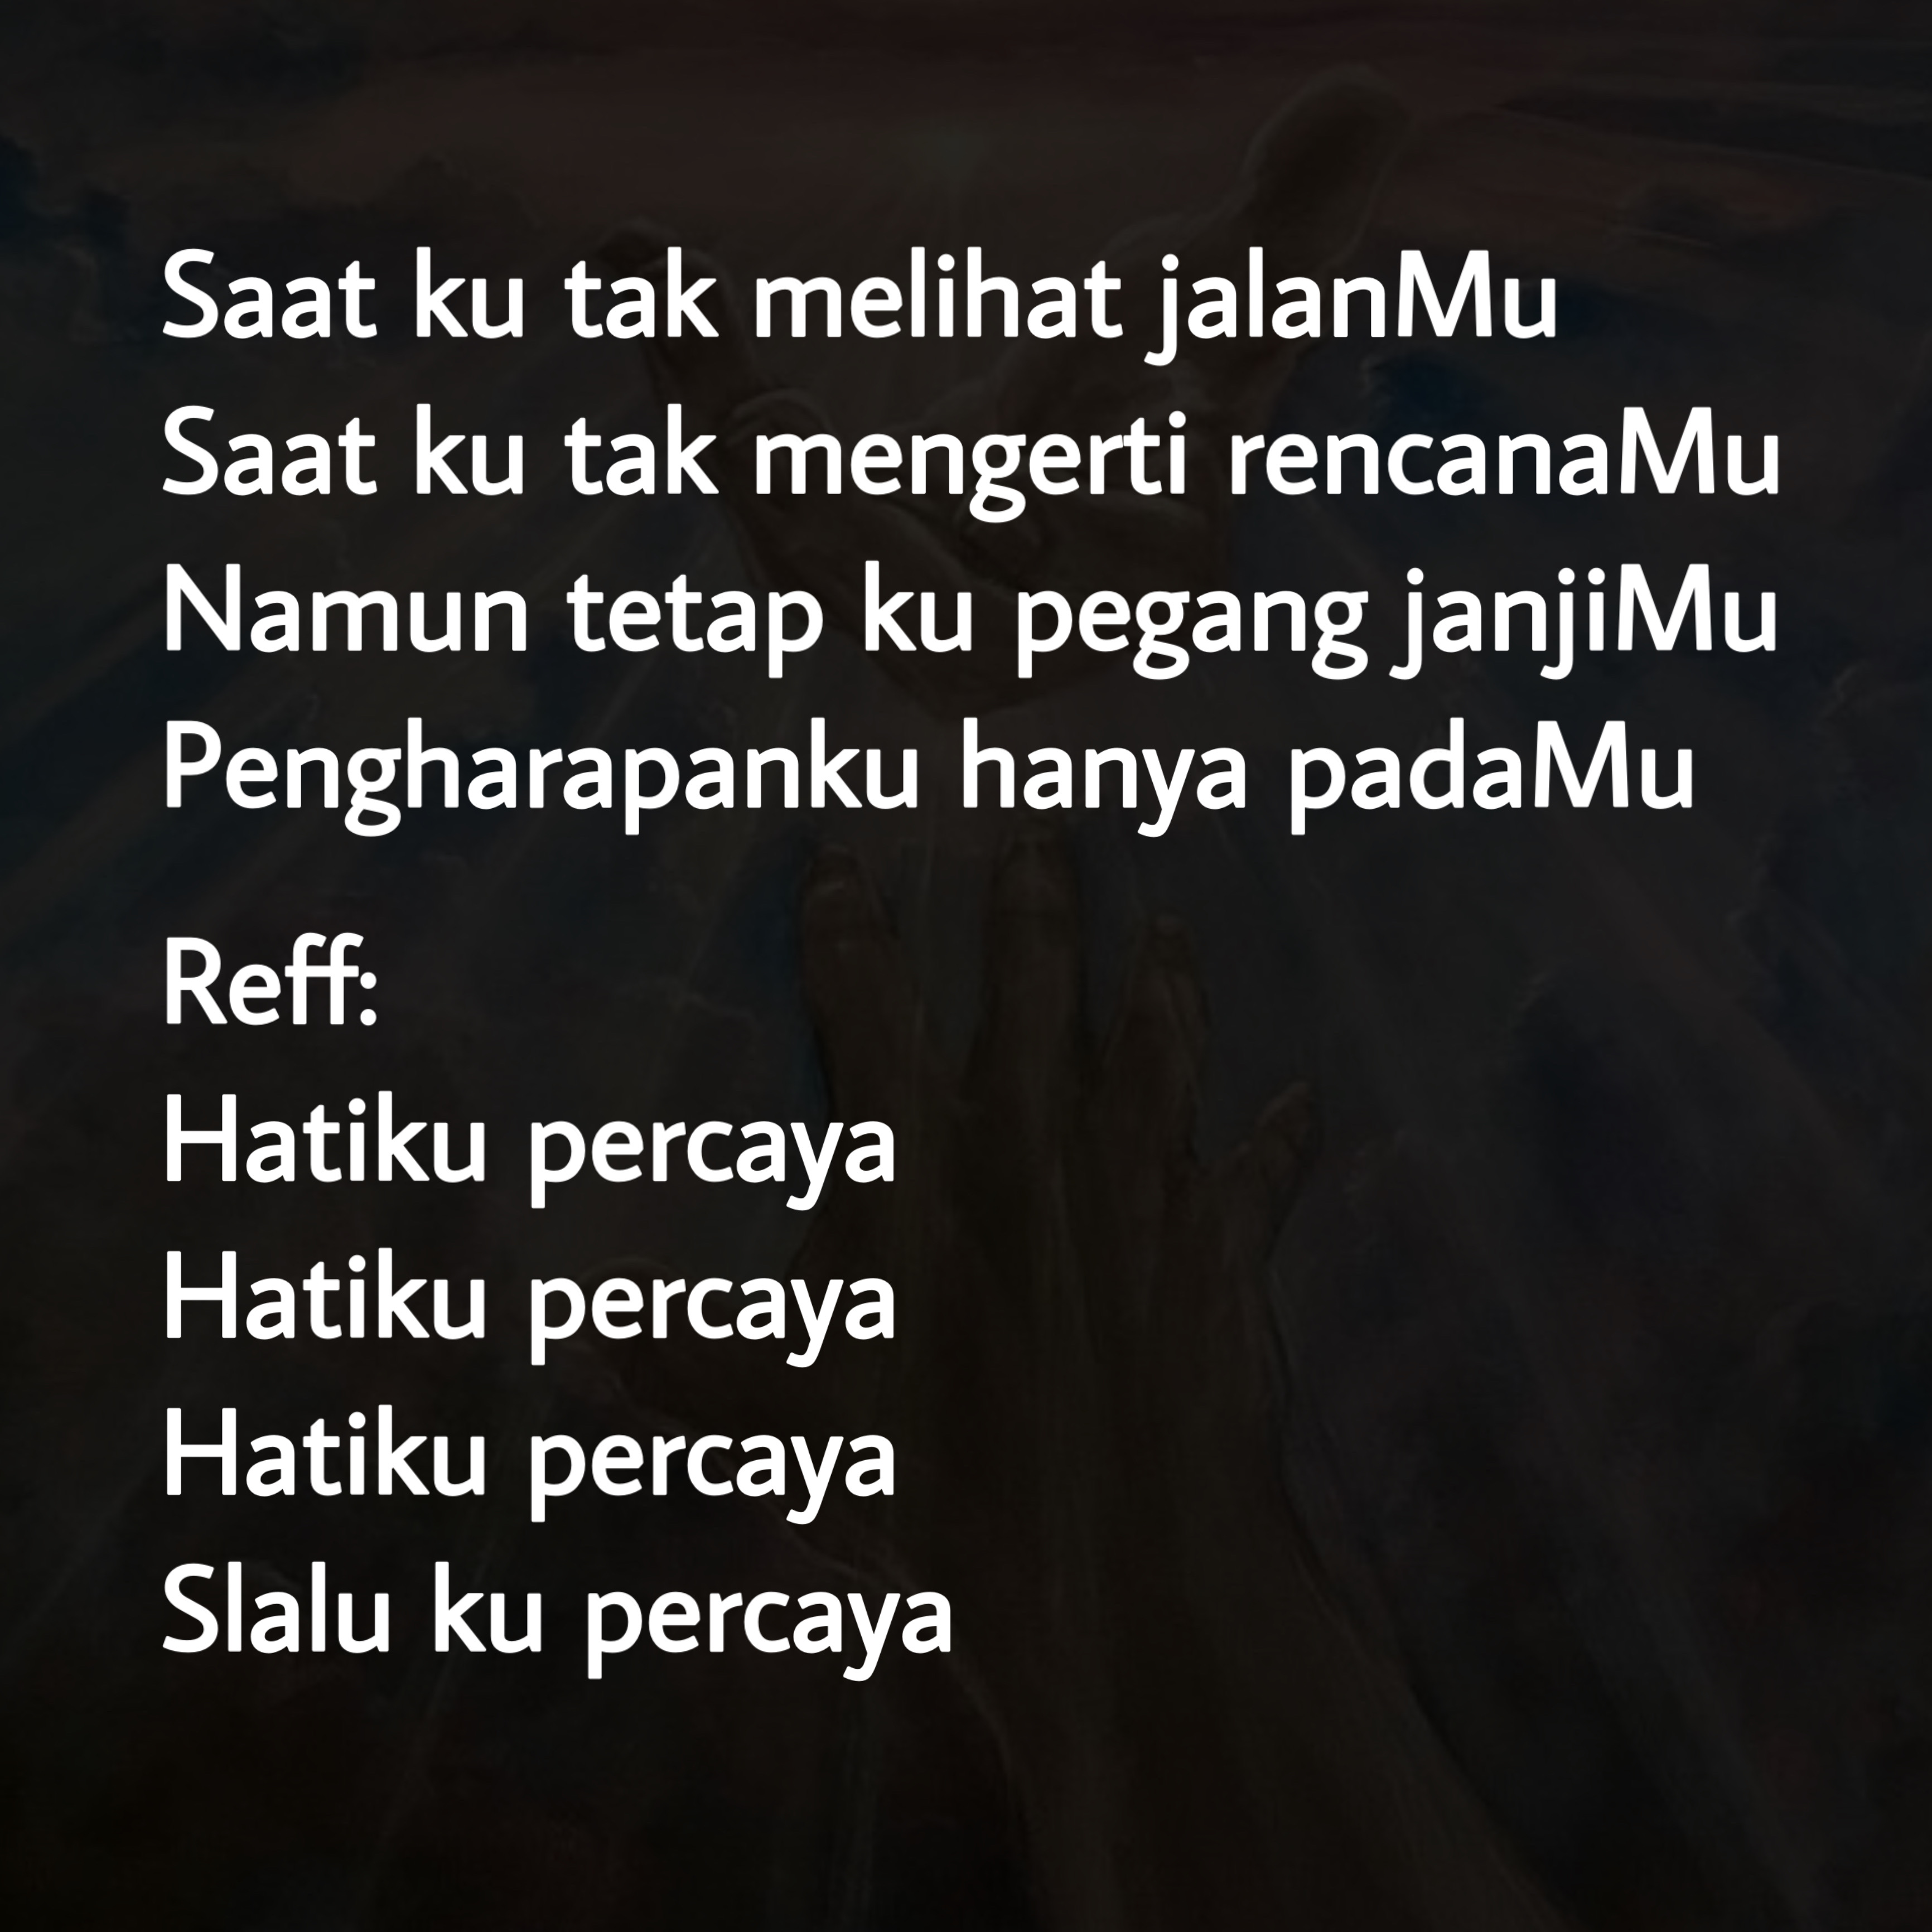 Saat ku tak melihat jalanMu
Saat ku tak mengerti rencanaMu
Namun tetap ku pegang janjiMu
Pengharapanku hanya padaMu
Reff:
Hatiku percaya
Hatiku percaya
Hatiku percaya
Slalu ku percaya